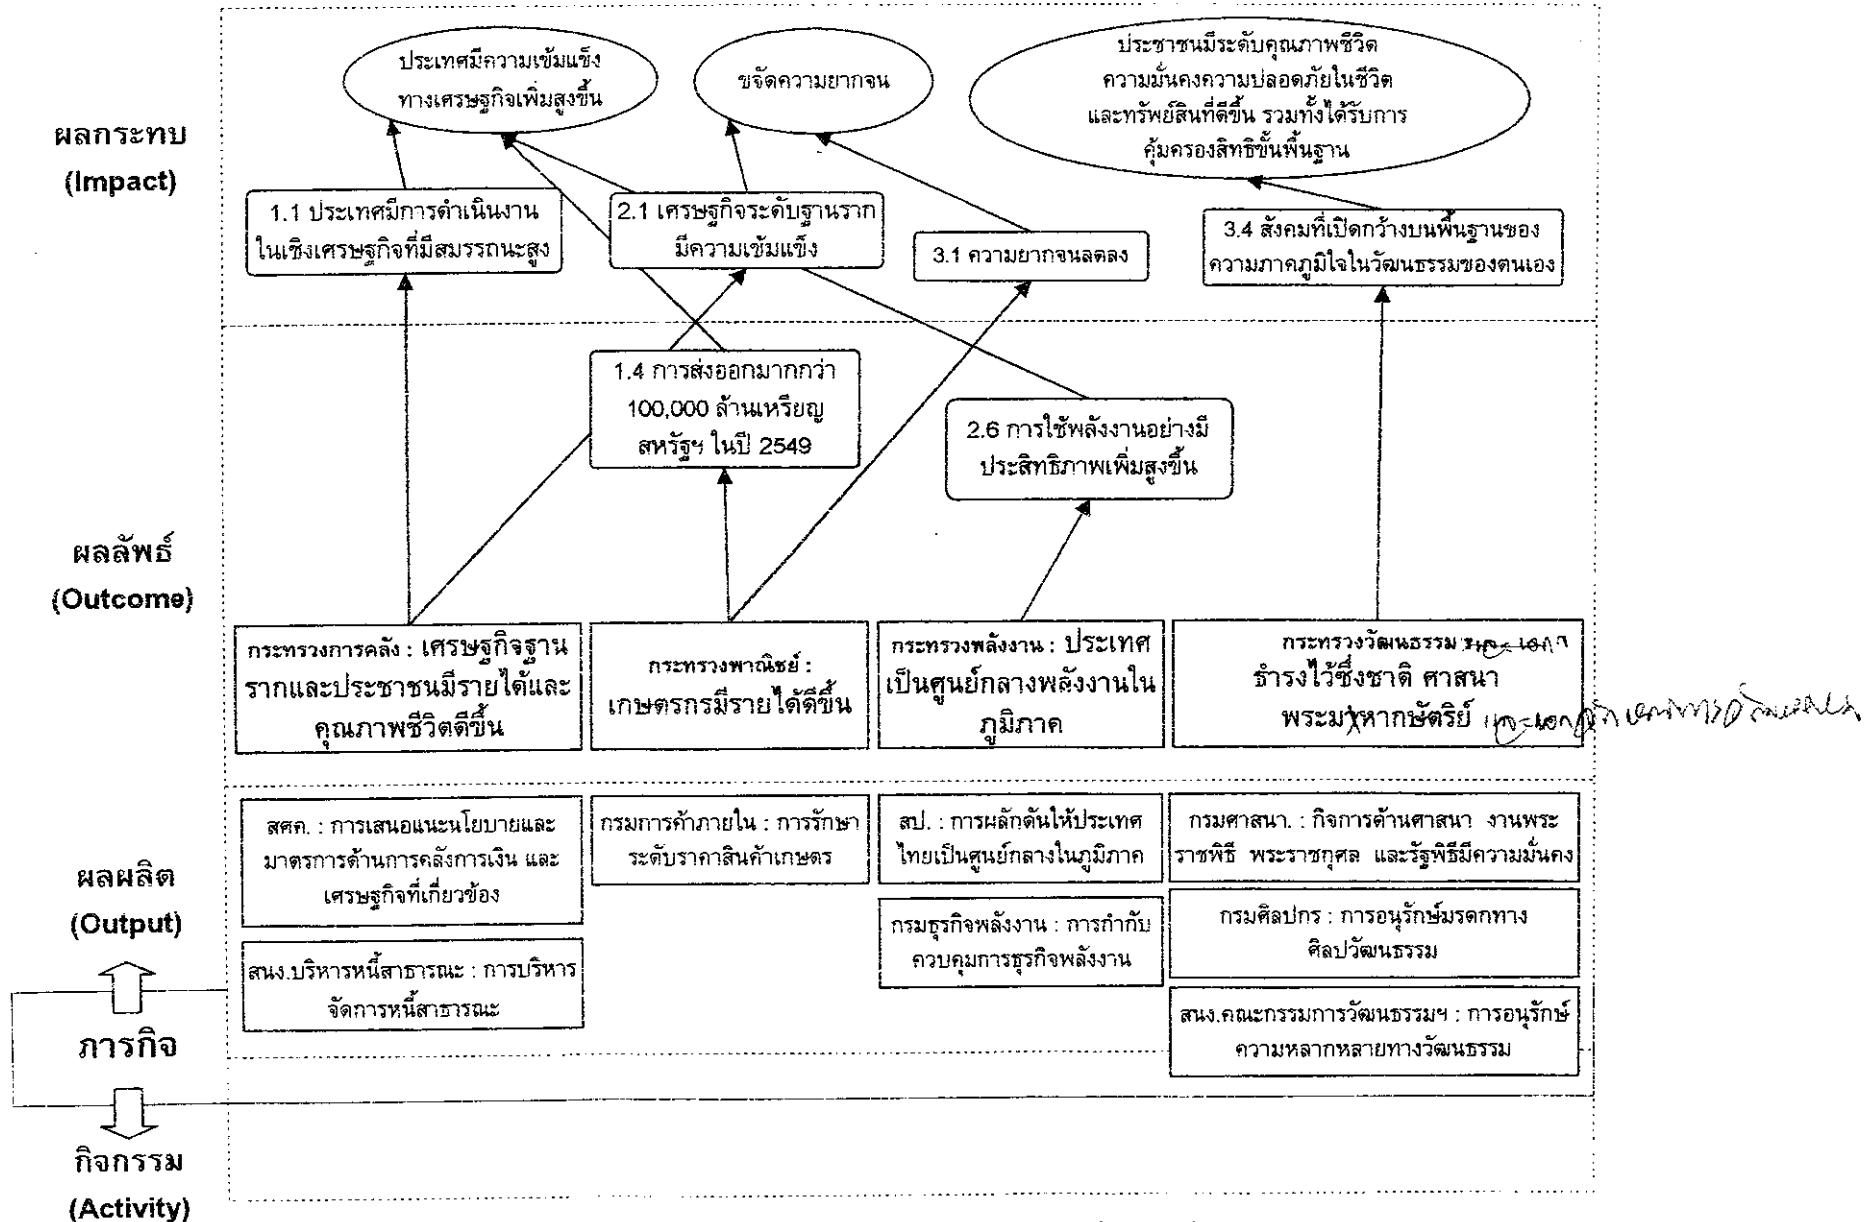 ประเทศมีความเข้มแข็ง
ทางเศรษฐกิจเพิ่มสูงขึ้น
ขจัดความยากจน
ประชาชนมีระดับคุณภาพชีวิต
ความมั่นคงความปลอดภัยในชีวิต
และทรัพย์สินที่ดีขึ้น รวมทั้งได้รับการ
คุ้มครองสิทธิขั้นพื้นฐาน
ผลกระทบ
(Impact)
1.1 ประเทศมีการดำเนินงาน
ในเชิงเศรษฐกิจที่มีสมรรถนะสูง
2.1 เศรษฐกิจระดับฐานราก
มีความเข้มแข็ง
3.1 ความยากจนลดลง
3.4 สังคมที่เปิดกว้างบนพื้นฐานของ
ความภาคภูมิใจในวัฒนธรรมของตนเอง
1.4 การส่งออกมากกว่า
100,000 ล้านเหรียญ
สหรัฐฯ ในปี 2549
2.6 การใช้พลังงานอย่างมี
ประสิทธิภาพเพิ่มสูงขึ้น
ผลลัพธ์
(Outcome)
กระทรวงการคลัง : เศรษฐกิจฐาน
รากและประชาชนมีรายได้และ
คุณภาพชีวิตดีขึ้น
กระทรวงพาณิชย์ :
เกษตรกรมีรายได้ดีขึ้น
กระทรวงพลังงาน : ประเทศ
เป็นศูนย์กลางพลังงานใน
ภูมิภาค
กระทรวงวัฒนธรรม
ธำรงไว้ซึ่งชาติ ศาสนา
พระมหากษัตริย์
ผลผลิต
(Output)
สศค. : การเสนอแนะนโยบายและ
มาตรการด้านการคลังการเงิน และ
เศรษฐกิจที่เกี่ยวข้อง
สนง.บริหารหนี้สาธารณะ : การบริหาร
จัดการหนี้สาธารณะ
กรมการค้าภายใน : การรักษา
ระดับราคาสินค้าเกษตร
สป. : การผลักดันให้ประเทศ
ไทยเป็นศูนย์กลางในภูมิภาค
กรมธุรกิจพลังงาน : การกำกับ
ควบคุมการธุรกิจพลังงาน
กรมศาสนา. : กิจการด้านศาสนา งานพระ
ราชพิธี พระราชกุศล และรัฐพิธีมีความมั่นคง
กรมศิลปกร : การอนุรักษ์มรดกทาง
ศิลปวัฒนธรรม
สนง.คณะกรรมการวัฒนธรรมฯ : การอนุรักษ์
ความหลากหลายทางวัฒนธรรม
ภารกิจ
กิจกรรม
(Activity)